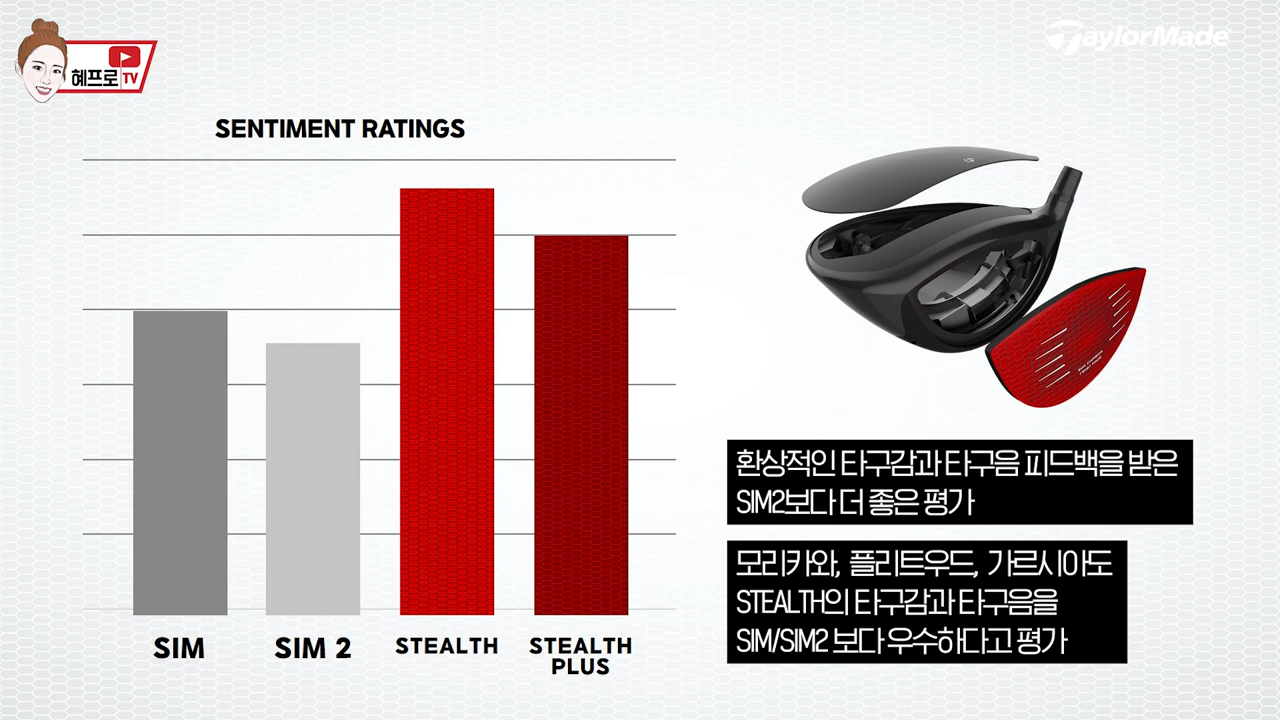 혜프로TV
TaylorMade
SENTIMENT RATINGS
SIM
SIM 2
STEALTH
STEALTH
PLUS
환상적인 타구감과 타구음 피드백을 받은
SIM2보다 더 좋은 평가
모리카와, 플리트우드, 가르시아도
STEALTH의 타구감과 타구음을
SIM/SIM2 보다 우수하다고 평가